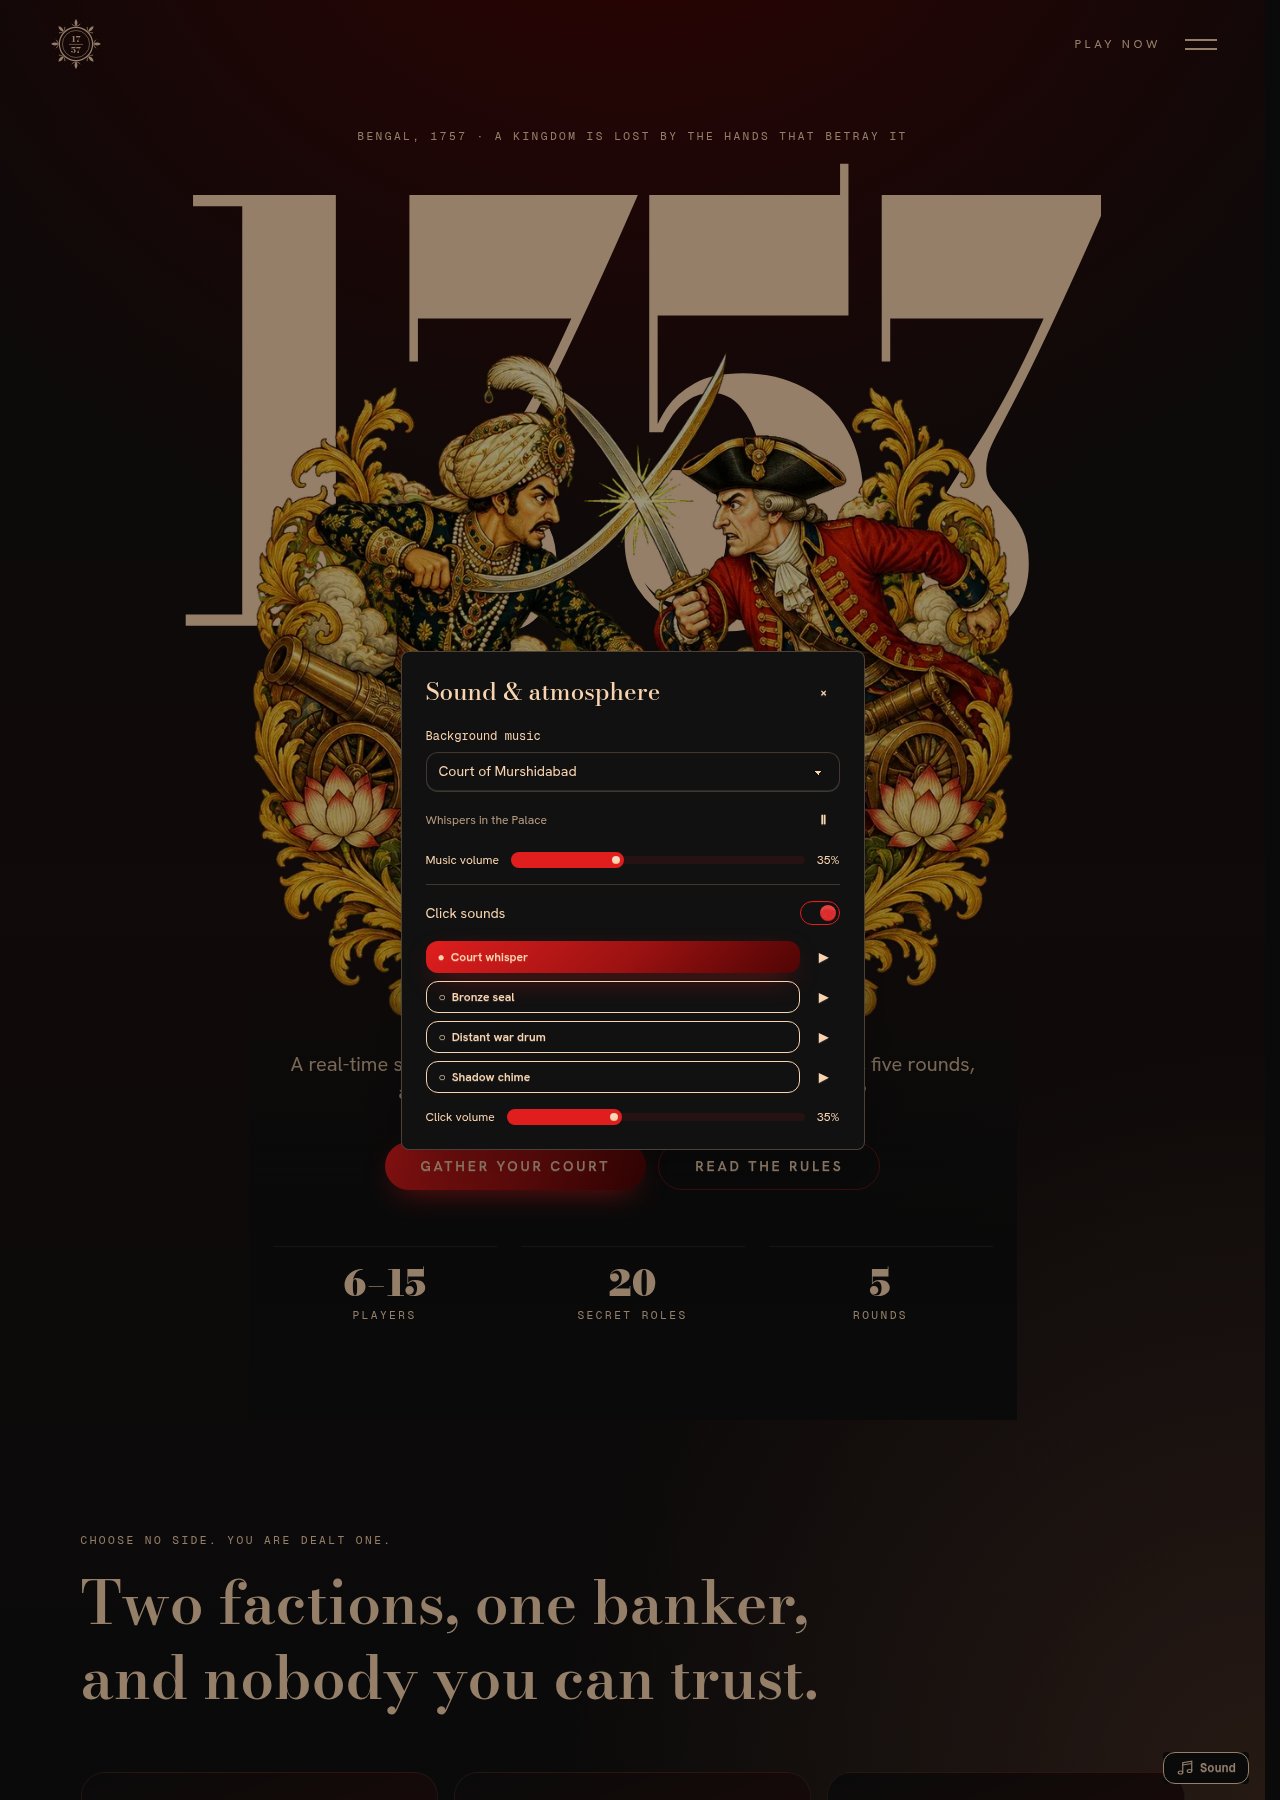 17
57
PLAY NOW
BENGAL, 1757 · A KINGDOM IS LOST BY THE HANDS THAT BETRAY IT
1757
Sound & atmosphere
×
Background music
Court of Murshidabad
Whispers in the Palace
Music volume 35%
Click sounds
Court whisper
Bronze seal
Distant war drum
Shadow chime
Click volume 35%
A real-time s
five rounds,
GATHER YOUR COURT
READ THE RULES
6–15
PLAYERS
20
SECRET ROLES
5
ROUNDS
CHOOSE NO SIDE. YOU ARE DEALT ONE.
Two factions, one banker,
and nobody you can trust.
Sound